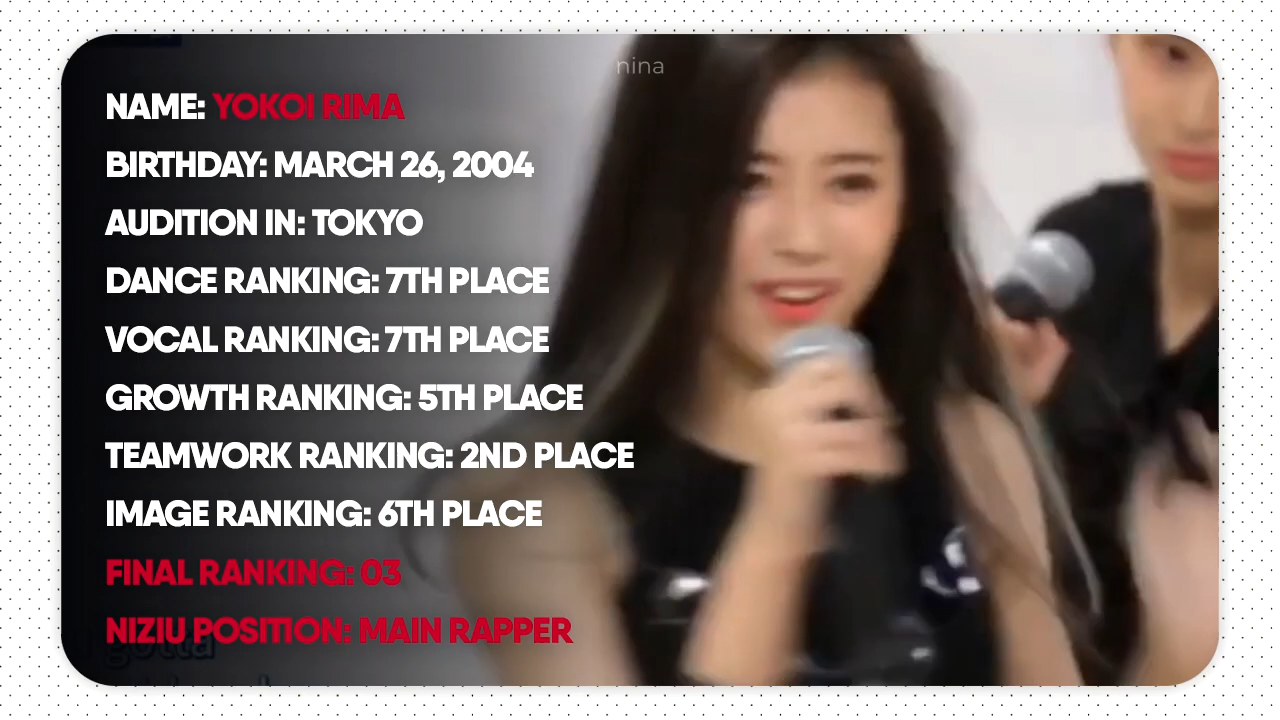 nina
NAME: YOKOI RIMA
BIRTHDAY: MARCH 26, 2004
AUDITION IN: TOKYO
DANCE RANKING: 7TH PLACE
VOCAL RANKING: 7TH PLACE
GROWTH RANKING: 5TH PLACE
TEAMWORK RANKING: 2ND PLACE
IMAGE RANKING: 6TH PLACE
FINAL RANKING: 03
NIZIU POSITION: MAIN RAPPER
gotta